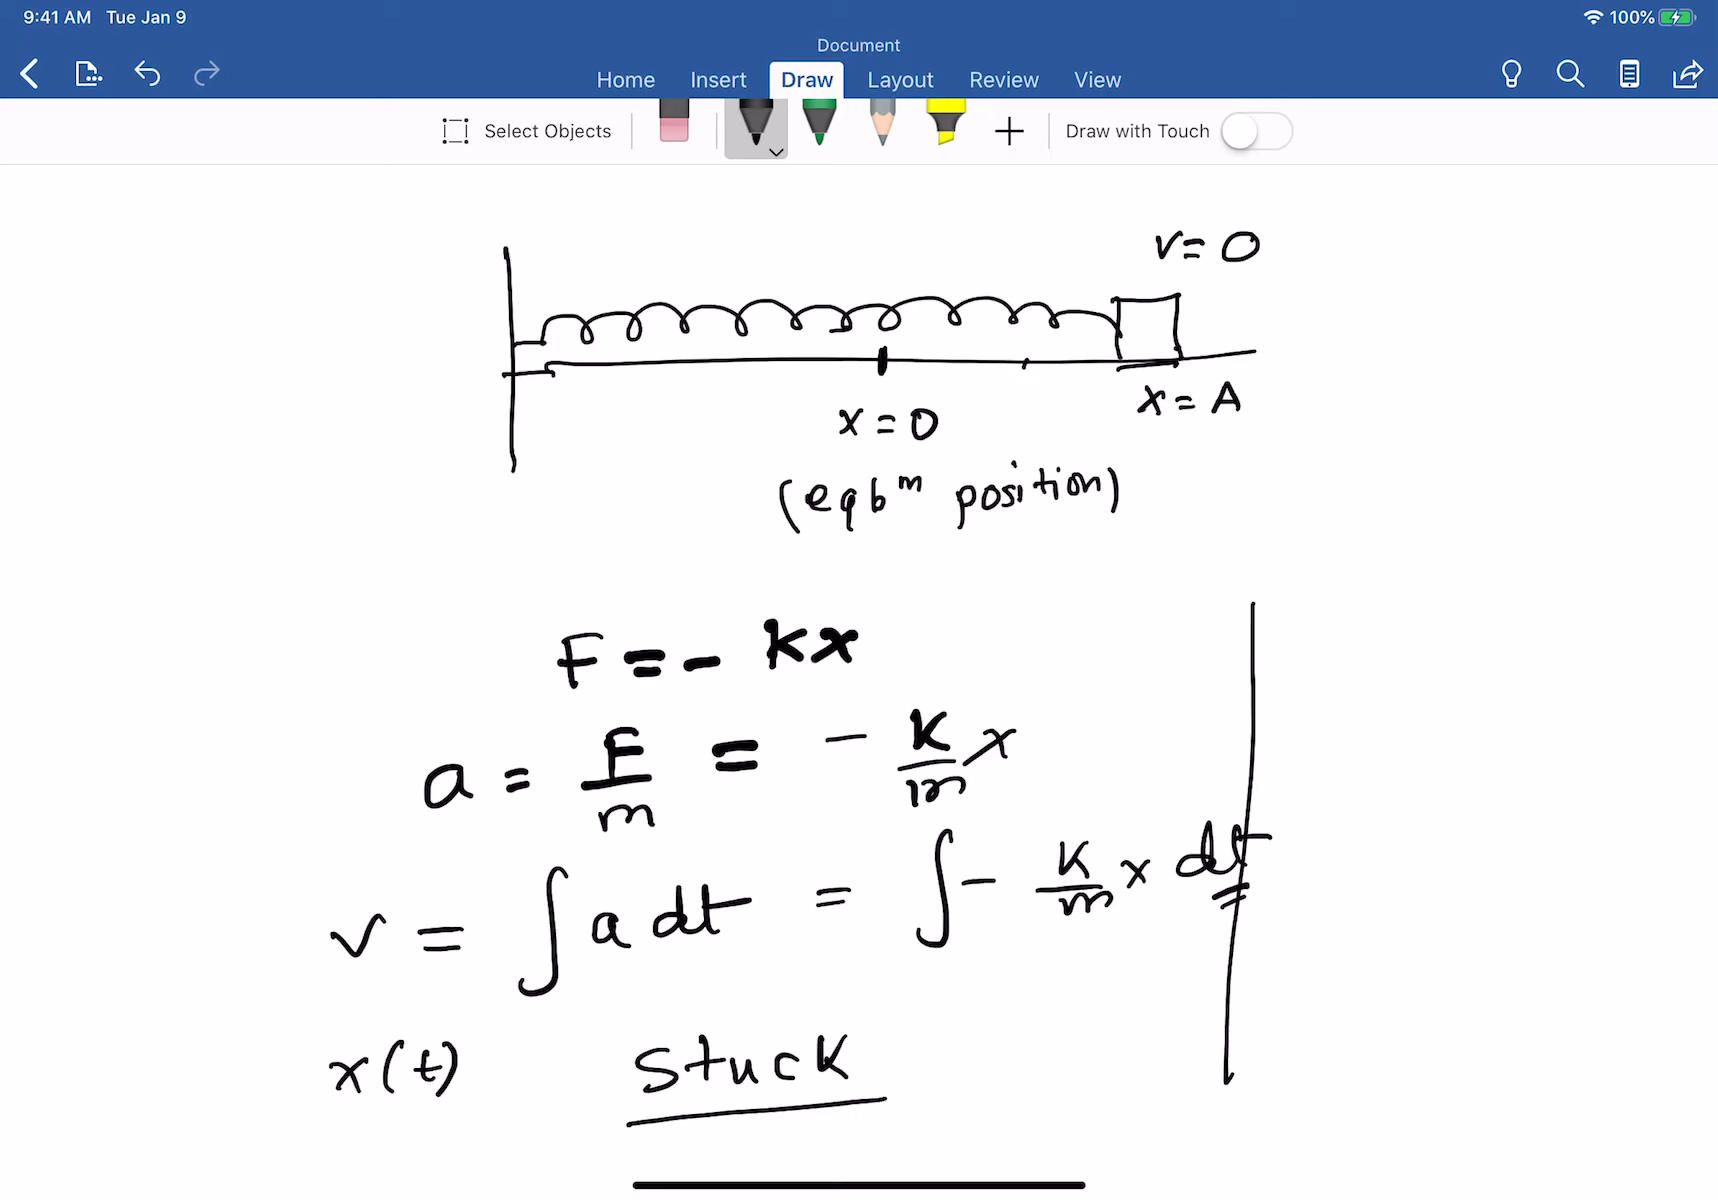 9:41 AM Tue Jan 9
100%
Document
Home Insert Draw Layout Review View
Select Objects
Draw with Touch
v = 0
x = A
x = 0
(eqbᵐ position)
F = - kx
a = F/m = - k/m x
v = ∫ a dt = ∫ - k/m x dt
x(t) stuck